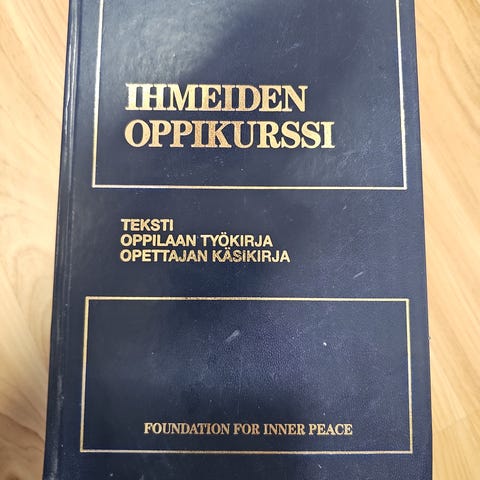 IHMEIDEN
OPPIKURSSI
TEKSTI
OPPILAAN TYÖKIRJA
OPETTAJAN KÄSIKIRJA
FOUNDATION FOR INNER PEACE